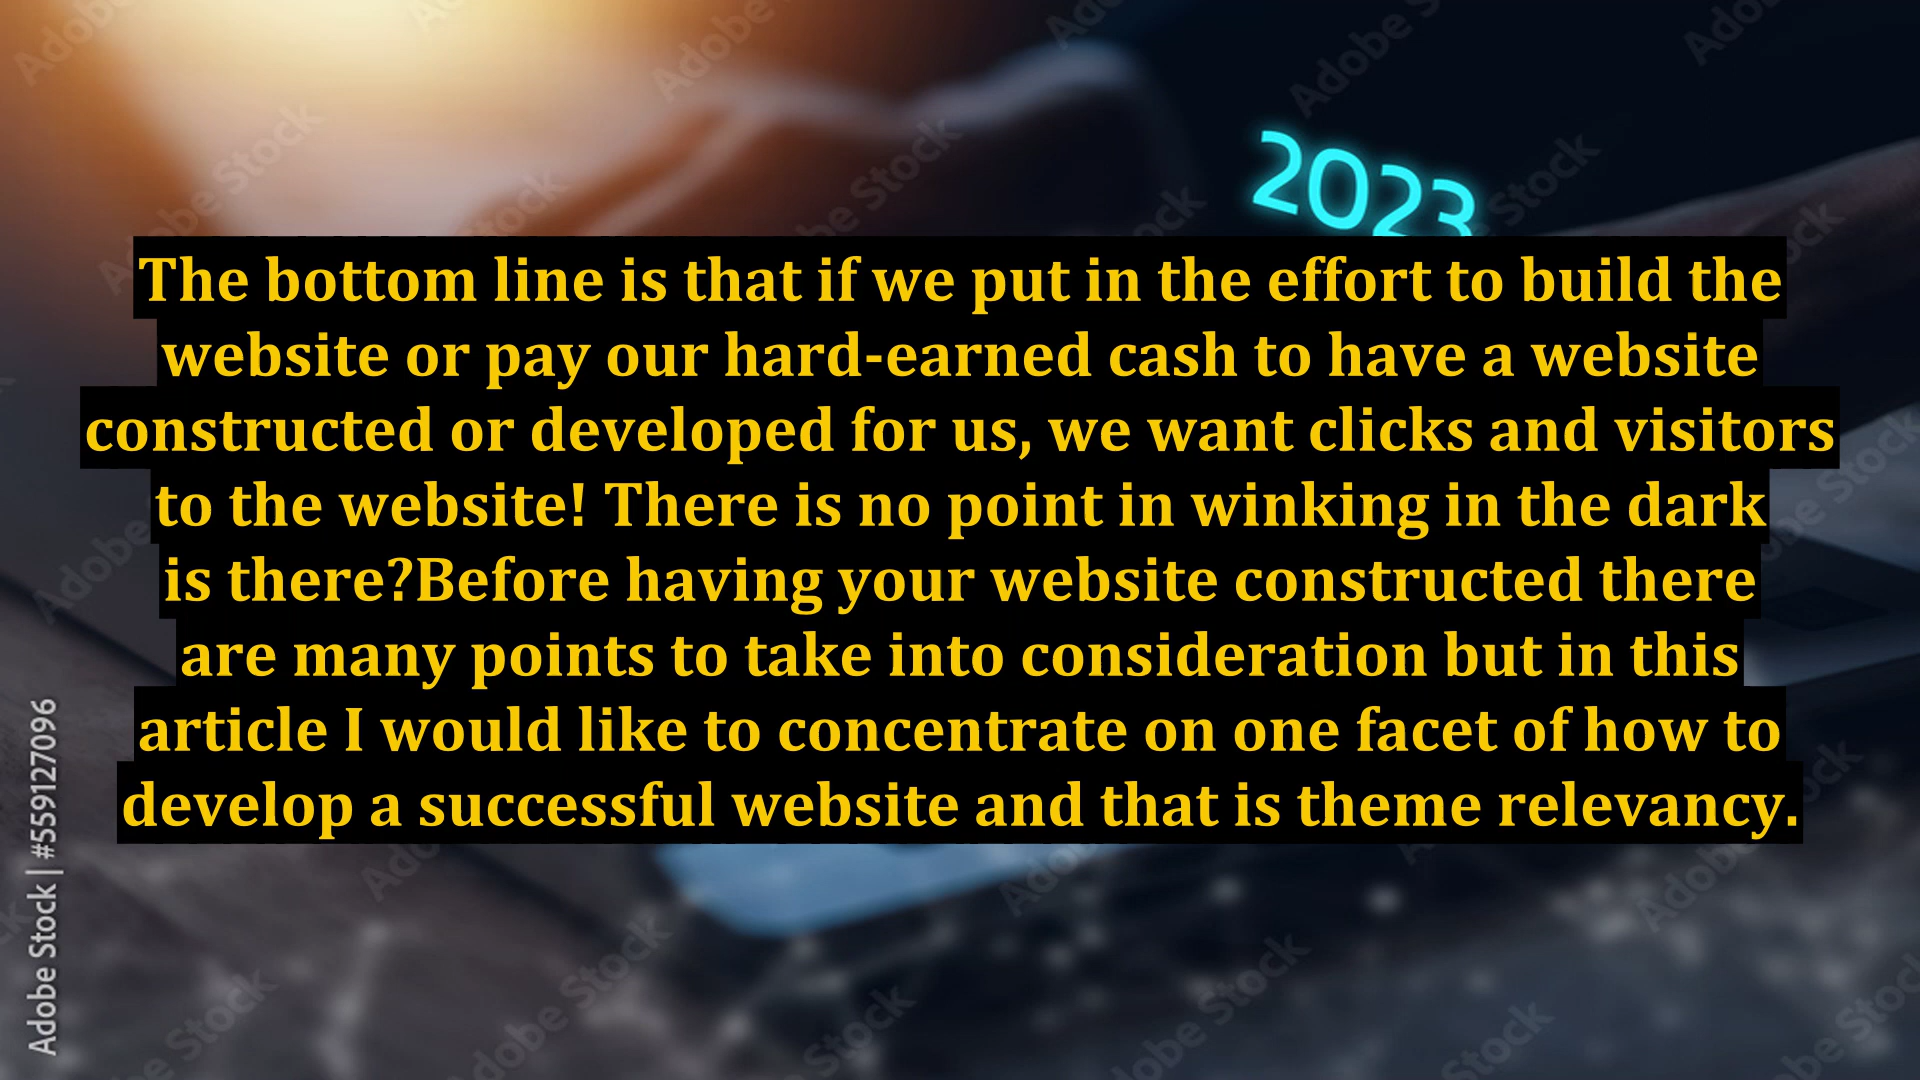 2023
The bottom line is that if we put in the effort to build the
website or pay our hard-earned cash to have a website
constructed or developed for us, we want clicks and visitors
to the website! There is no point in winking in the dark
is there?Before having your website constructed there
are many points to take into consideration but in this
article I would like to concentrate on one facet of how to
develop a successful website and that is theme relevancy.
Adobe Stock | #559127096